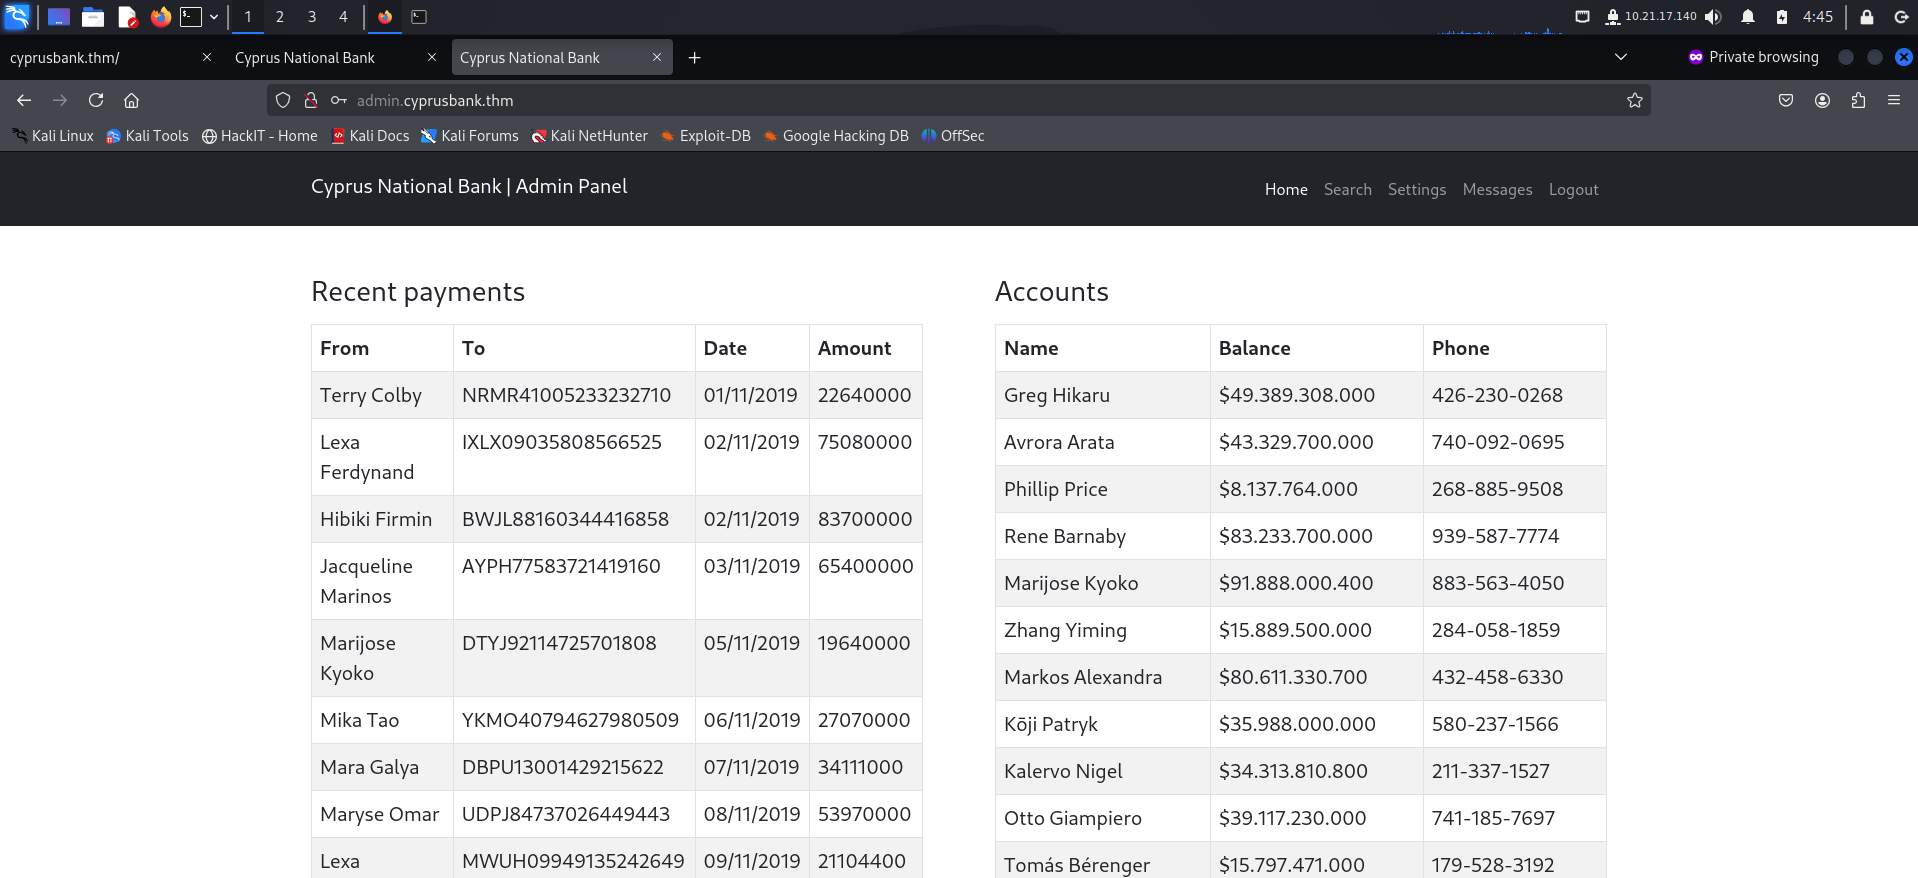 1 2 3 4 10.21.17.140 4:45
cyprusbank.thm/ Cyprus National Bank Cyprus National Bank Private browsing
admin.cyprusbank.thm
Kali Linux Kali Tools HackIT - Home Kali Docs Kali Forums Kali NetHunter Exploit-DB Google Hacking DB OffSec
Cyprus National Bank | Admin Panel Home Search Settings Messages Logout
Recent payments
From To Date Amount
Terry Colby NRMR41005233232710 01/11/2019 22640000
Lexa IXLX09035808566525 02/11/2019 75080000
Ferdynand
Hibiki Firmin BWJL88160344416858 02/11/2019 83700000
Jacqueline AYPH77583721419160 03/11/2019 65400000
Marinos
Marijose DTYJ92114725701808 05/11/2019 19640000
Kyoko
Mika Tao YKMO40794627980509 06/11/2019 27070000
Mara Galya DBPU13001429215622 07/11/2019 34111000
Maryse Omar UDPJ84737026449443 08/11/2019 53970000
Lexa MWUH09949135242649 09/11/2019 21104400
Accounts
Name Balance Phone
Greg Hikaru $49.389.308.000 426-230-0268
Avrora Arata $43.329.700.000 740-092-0695
Phillip Price $8.137.764.000 268-885-9508
Rene Barnaby $83.233.700.000 939-587-7774
Marijose Kyoko $91.888.000.400 883-563-4050
Zhang Yiming $15.889.500.000 284-058-1859
Markos Alexandra $80.611.330.700 432-458-6330
Kōji Patryk $35.988.000.000 580-237-1566
Kalervo Nigel $34.313.810.800 211-337-1527
Otto Giampiero $39.117.230.000 741-185-7697
Tomás Bérenger $15.797.471.000 179-528-3192